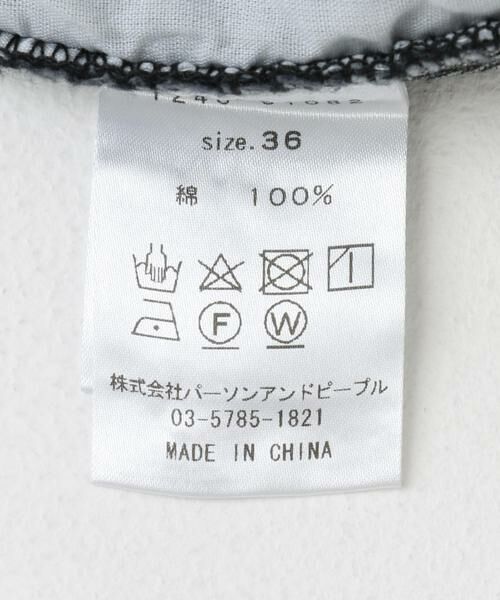 size.36
綿 100%
F W
株式会社パーソンアンドピープル
03-5785-1821
MADE IN CHINA